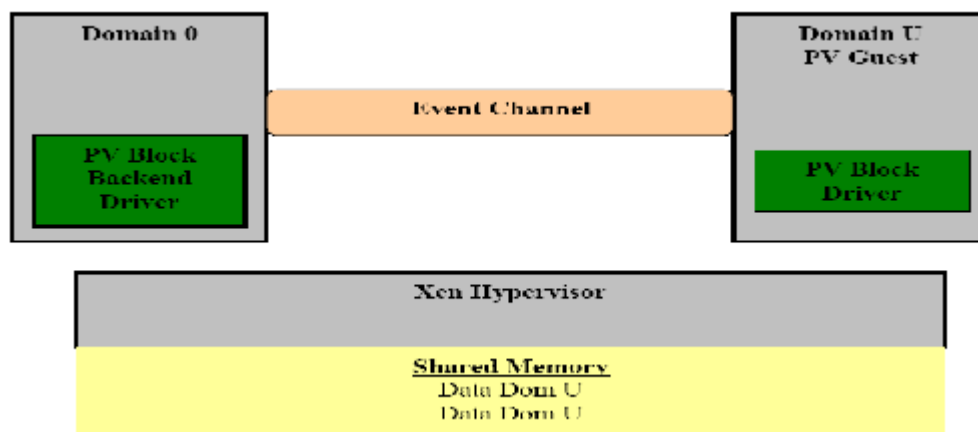 Domain 0
Domain U
PV Guest
Event Channel
PV Block
Backend
Driver
PV Block
Driver
Xen Hypervisor
Shared Memory
Data Dom U
Data Dom U